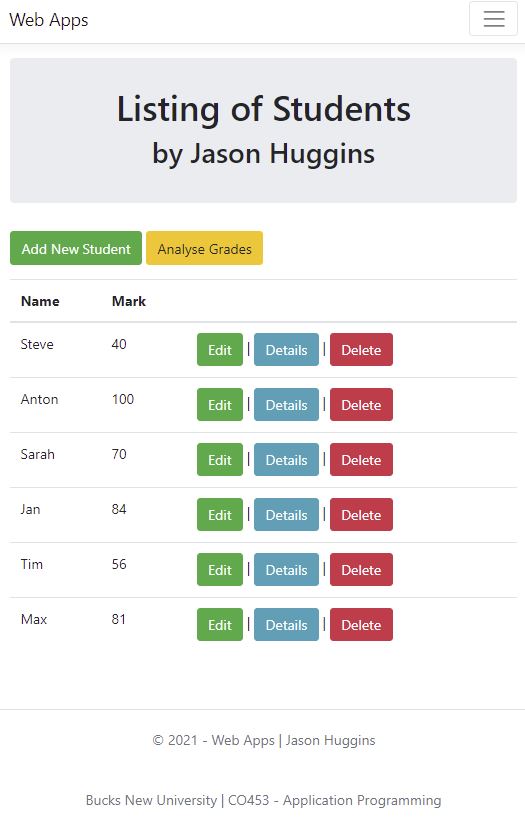 Web Apps
Listing of Students
by Jason Huggins
Add New Student Analyse Grades
Name Mark
Steve 40 Edit | Details | Delete
Anton 100 Edit | Details | Delete
Sarah 70 Edit | Details | Delete
Jan 84 Edit | Details | Delete
Tim 56 Edit | Details | Delete
Max 81 Edit | Details | Delete
© 2021 - Web Apps | Jason Huggins
Bucks New University | CO453 - Application Programming